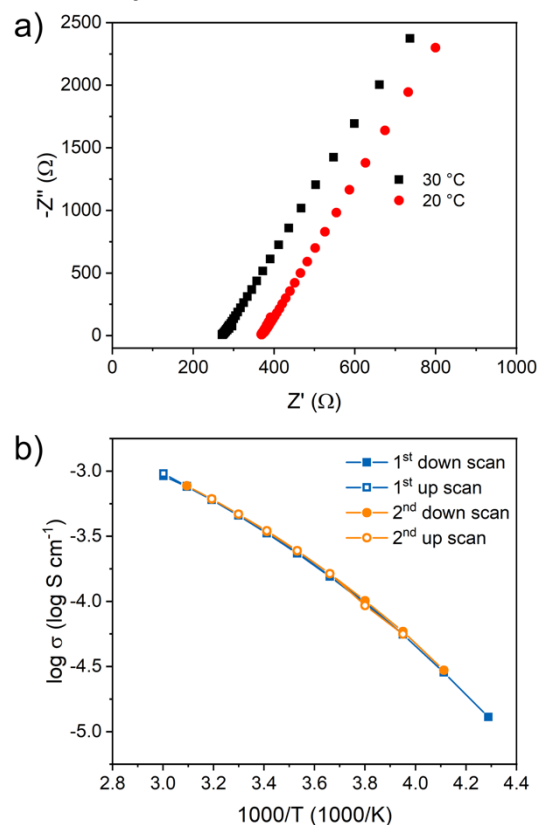 a)
2500
2000
1500
1000
500
0
-Z'' (Ω)
30 °C
20 °C
0 200 400 600 800 1000
Z' (Ω)
b)
-3.0
-3.5
-4.0
-4.5
-5.0
log σ (log S cm⁻¹)
1st down scan
1st up scan
2nd down scan
2nd up scan
2.8 3.0 3.2 3.4 3.6 3.8 4.0 4.2 4.4
1000/T (1000/K)